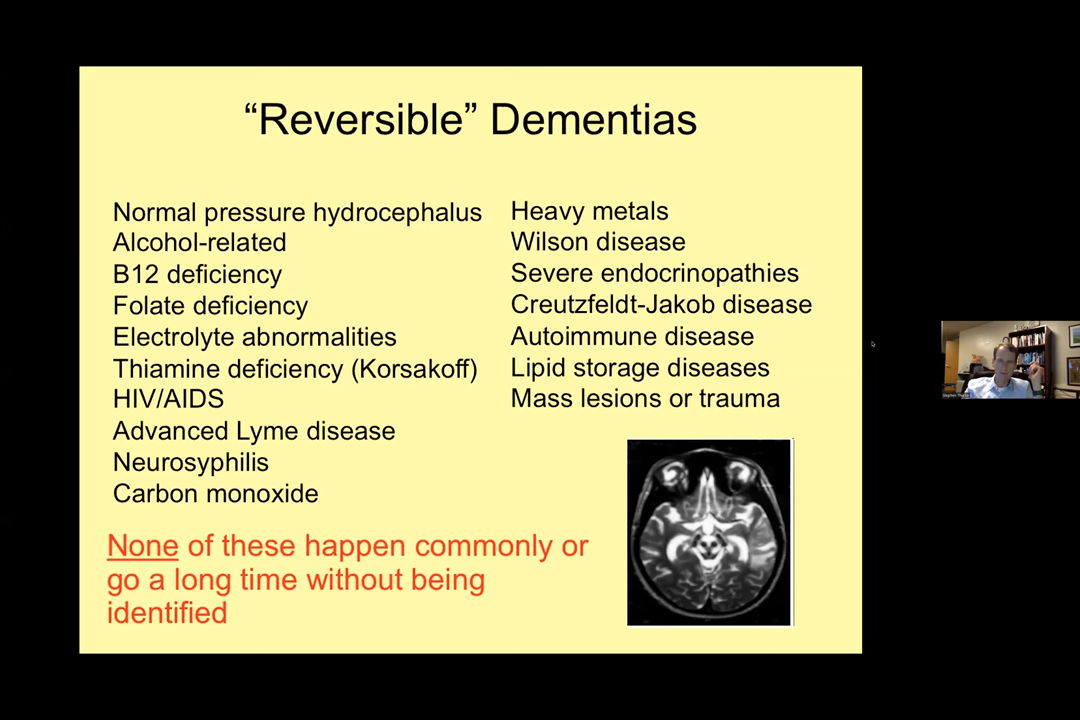 “Reversible” Dementias
Normal pressure hydrocephalus
Alcohol-related
B12 deficiency
Folate deficiency
Electrolyte abnormalities
Thiamine deficiency (Korsakoff)
HIV/AIDS
Advanced Lyme disease
Neurosyphilis
Carbon monoxide
Heavy metals
Wilson disease
Severe endocrinopathies
Creutzfeldt-Jakob disease
Autoimmune disease
Lipid storage diseases
Mass lesions or trauma
None of these happen commonly or
go a long time without being
identified